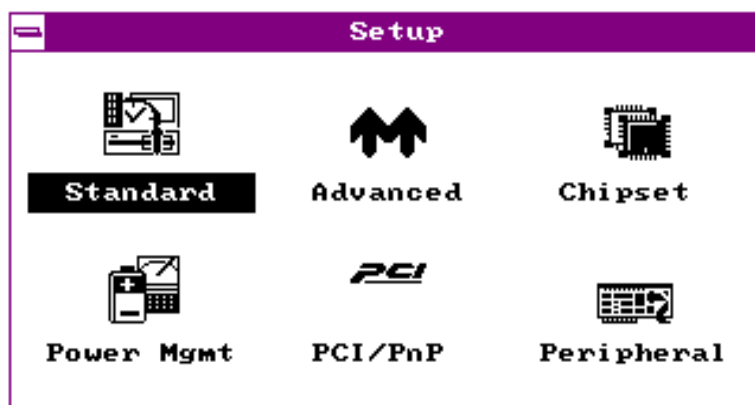 Setup
Standard Advanced Chipset
PCI
Power Mgmt PCI/PnP Peripheral